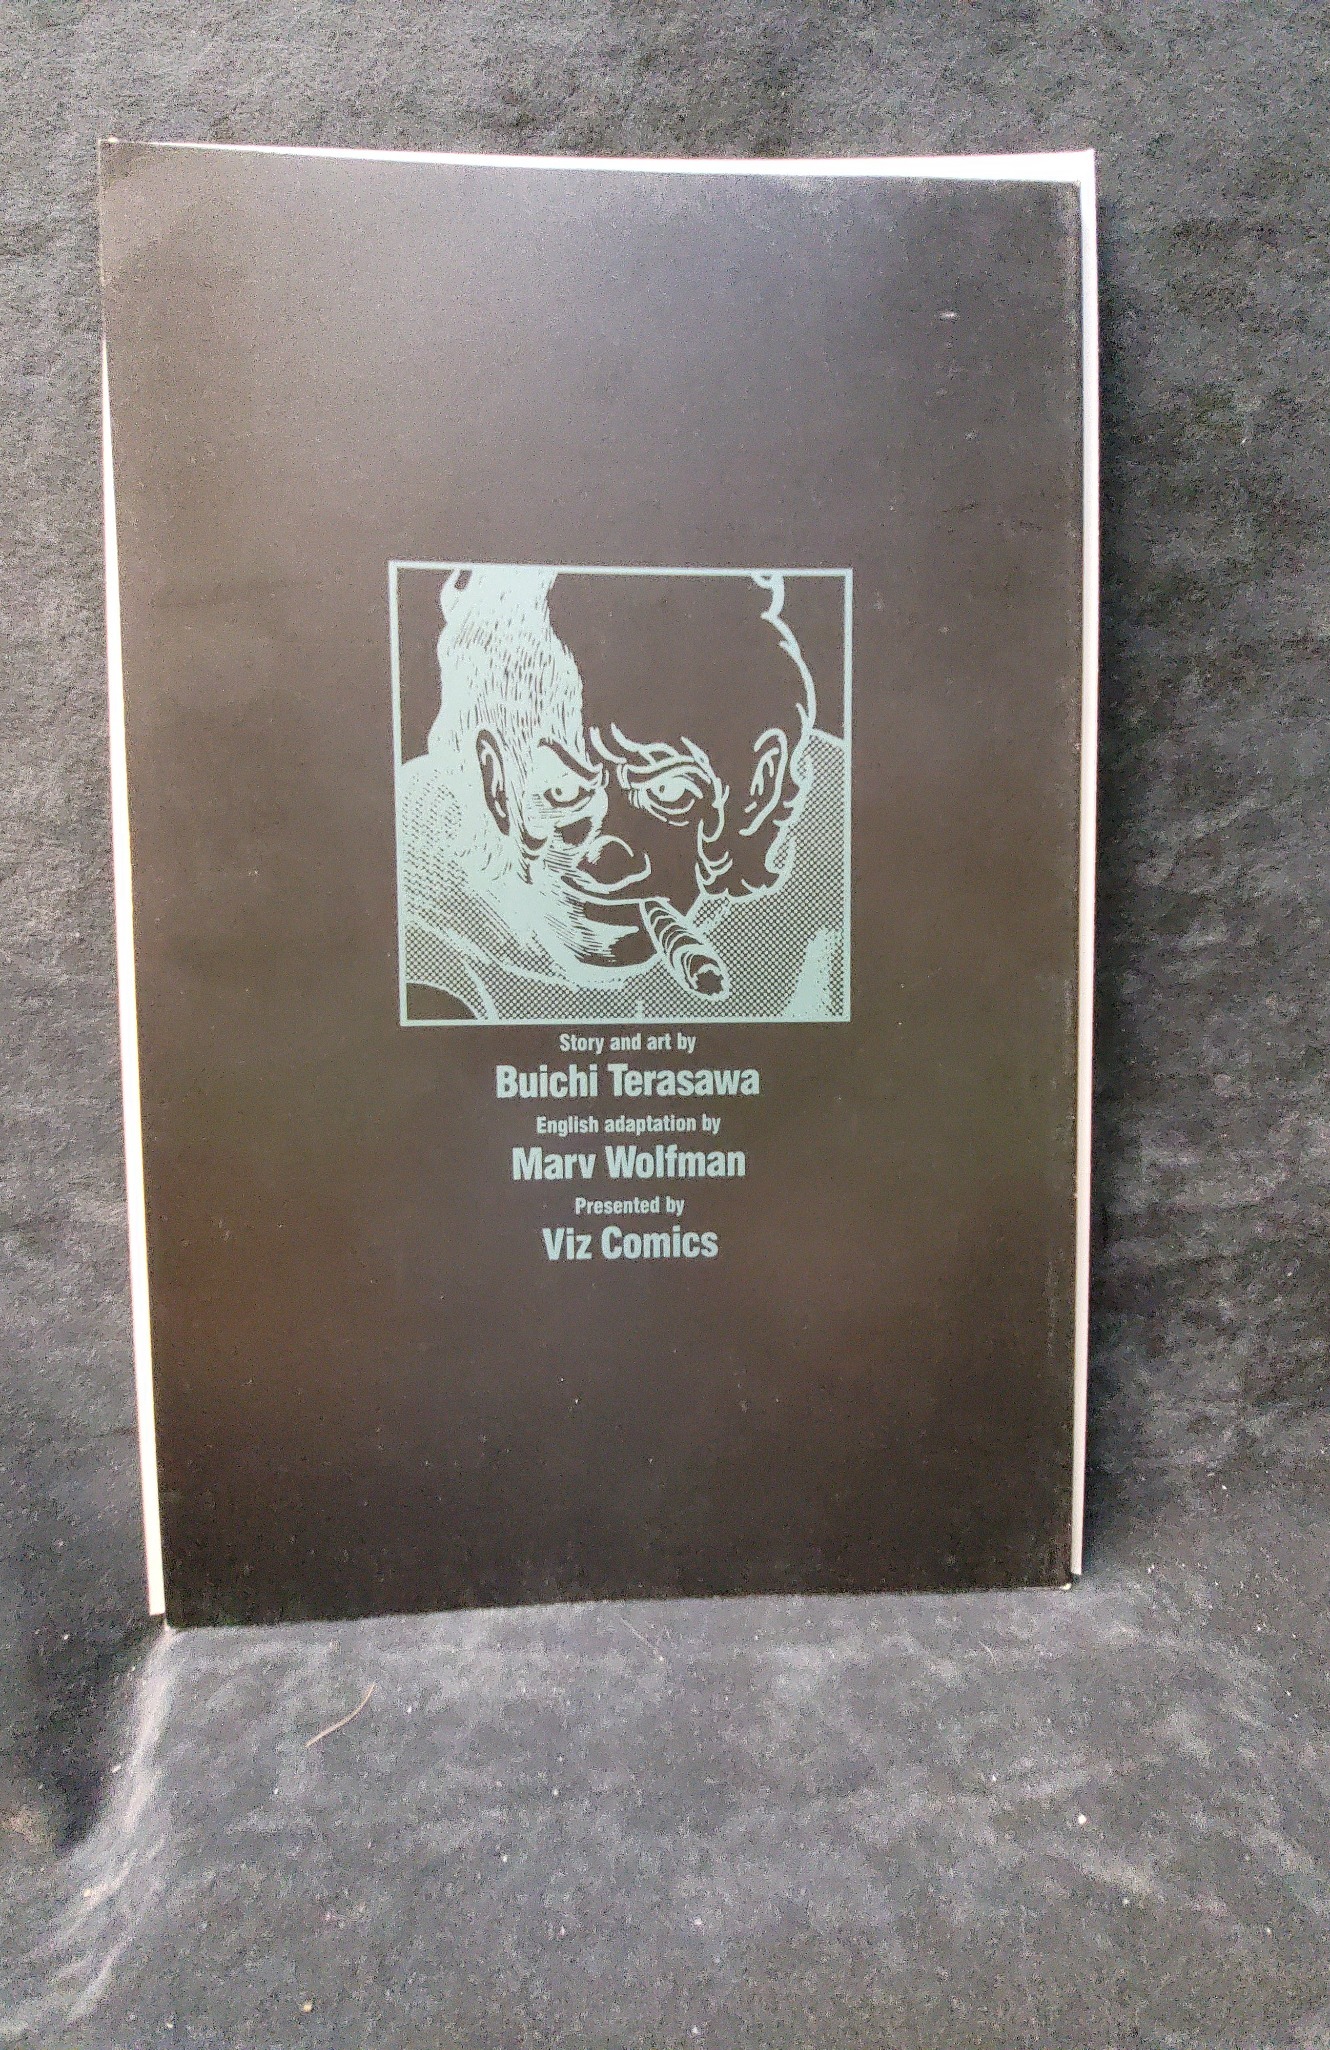 Story and art by
Buichi Terasawa
English adaptation by
Marv Wolfman
Presented by
Viz Comics